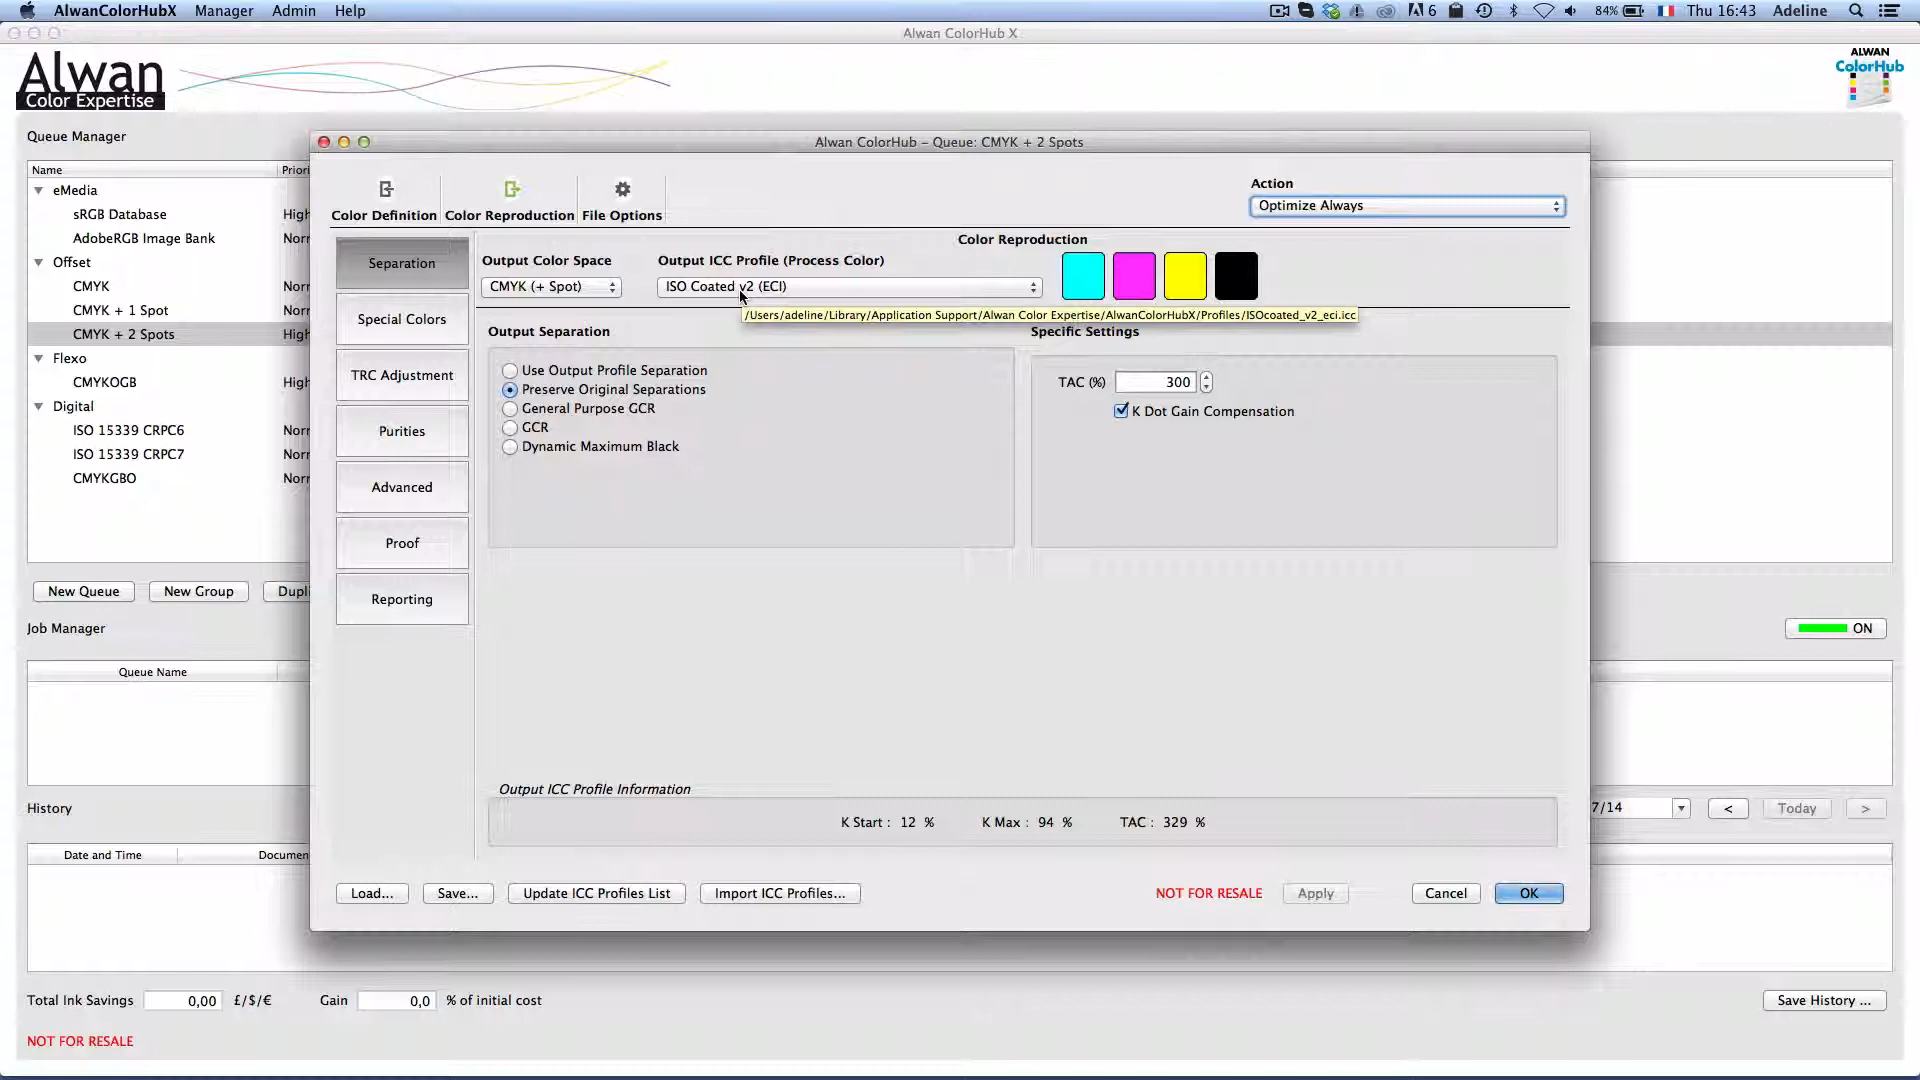 AlwanColorHubX Manager Admin Help 6 84% Thu 16:43 Adeline
Alwan ColorHub X
Alwan
Color Expertise
ALWAN
ColorHub
Queue Manager
Name Priori
eMedia
sRGB Database High
AdobeRGB Image Bank Norr
Offset
CMYK Norr
CMYK + 1 Spot Norr
CMYK + 2 Spots High
Flexo
CMYKOGB High
Digital
ISO 15339 CRPC6 Norr
ISO 15339 CRPC7 Norr
CMYKGBO Norr
New Queue New Group Dupli
Job Manager
ON
Queue Name
History
7/14 < Today >
Date and Time Documen
Total Ink Savings 0,00 £/$/€ Gain 0,0 % of initial cost
Save History ...
NOT FOR RESALE
Alwan ColorHub – Queue: CMYK + 2 Spots
Color Definition Color Reproduction File Options
Action
Optimize Always
Separation
Special Colors
TRC Adjustment
Purities
Advanced
Proof
Reporting
Color Reproduction
Output Color Space Output ICC Profile (Process Color)
CMYK (+ Spot) ISO Coated v2 (ECI)
/Users/adeline/Library/Application Support/Alwan Color Expertise/AlwanColorHubX/Profiles/ISOcoated_v2_eci.icc
Output Separation
Use Output Profile Separation
Preserve Original Separations
General Purpose GCR
GCR
Dynamic Maximum Black
Specific Settings
TAC (%) 300
K Dot Gain Compensation
Output ICC Profile Information
K Start : 12 % K Max : 94 % TAC : 329 %
Load... Save... Update ICC Profiles List Import ICC Profiles... NOT FOR RESALE Apply Cancel OK